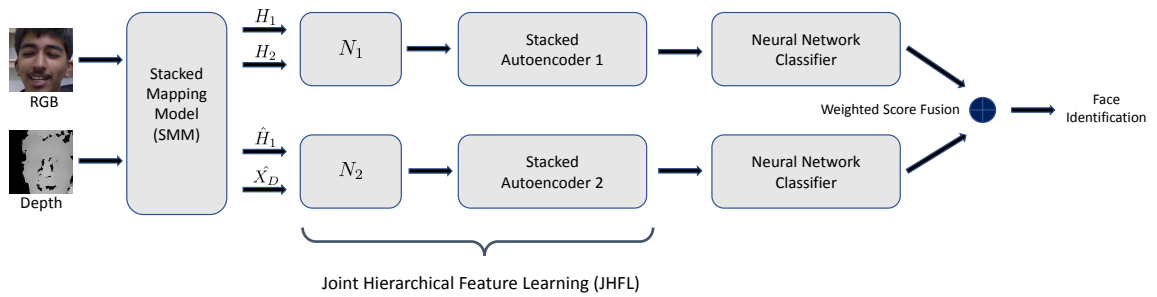 RGB
Depth
Stacked
Mapping
Model
(SMM)
H₁
H₂
Ĥ₁
X̂_D
N₁
N₂
Stacked
Autoencoder 1
Stacked
Autoencoder 2
Joint Hierarchical Feature Learning (JHFL)
Neural Network
Classifier
Neural Network
Classifier
Weighted Score Fusion
Face
Identification